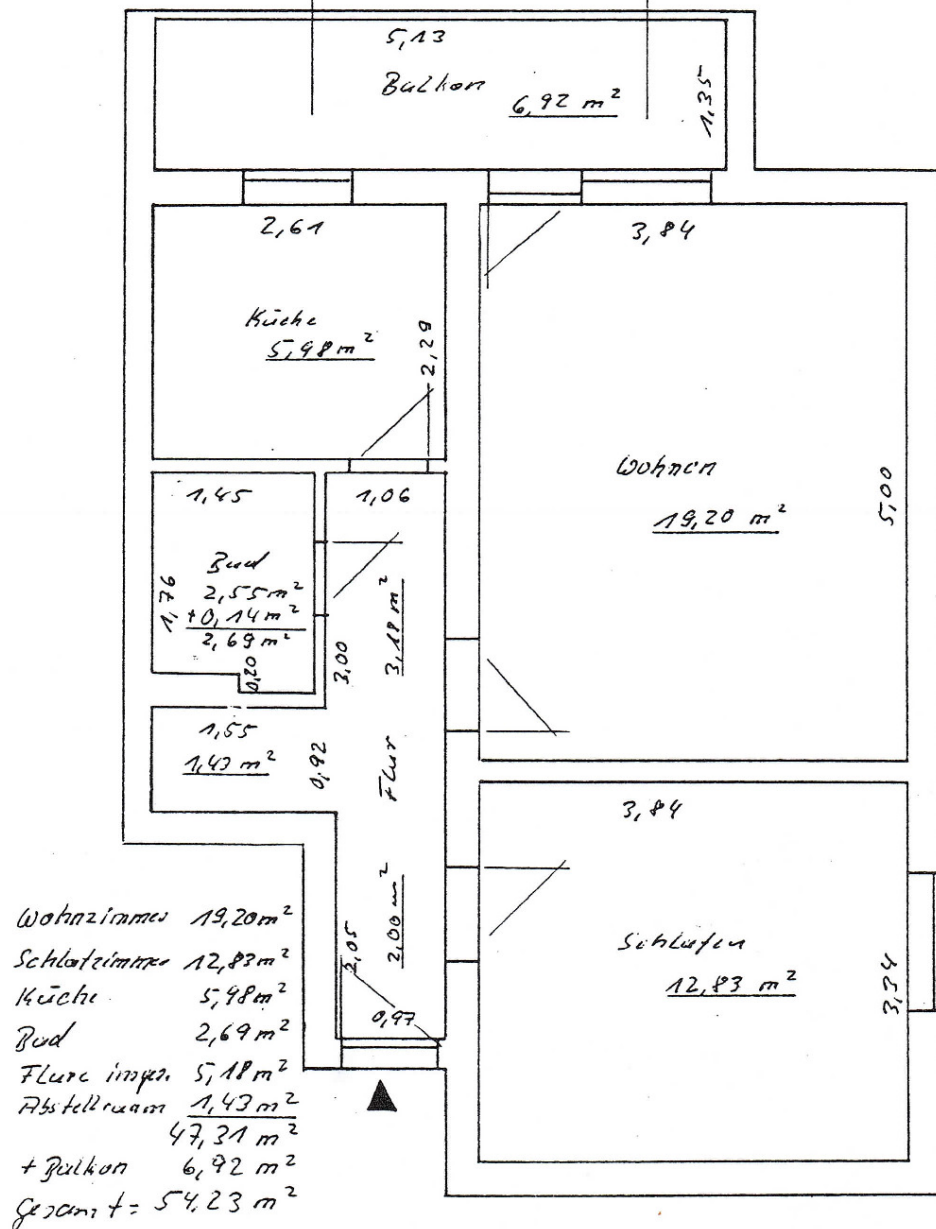 5,13
Balkon
6,92 m²
1,35
2,61
Küche
5,98 m²
2,29
3,84
Wohnen
19,20 m²
5,00
1,45
Bad
2,55 m²
+0,14 m²
2,69 m²
1,76
0,20
1,06
3,18 m²
3,00
Flur
1,55
1,43 m²
0,92
2,00 m²
2,05
0,97
3,84
Schlafen
12,83 m²
3,34
Wohnzimmer 19,20 m²
Schlafzimmer 12,83 m²
Küche 5,98 m²
Bad 2,69 m²
Flure insges. 5,18 m²
Abstellraum 1,43 m²
47,31 m²
+ Balkon 6,92 m²
gesamt = 54,23 m²